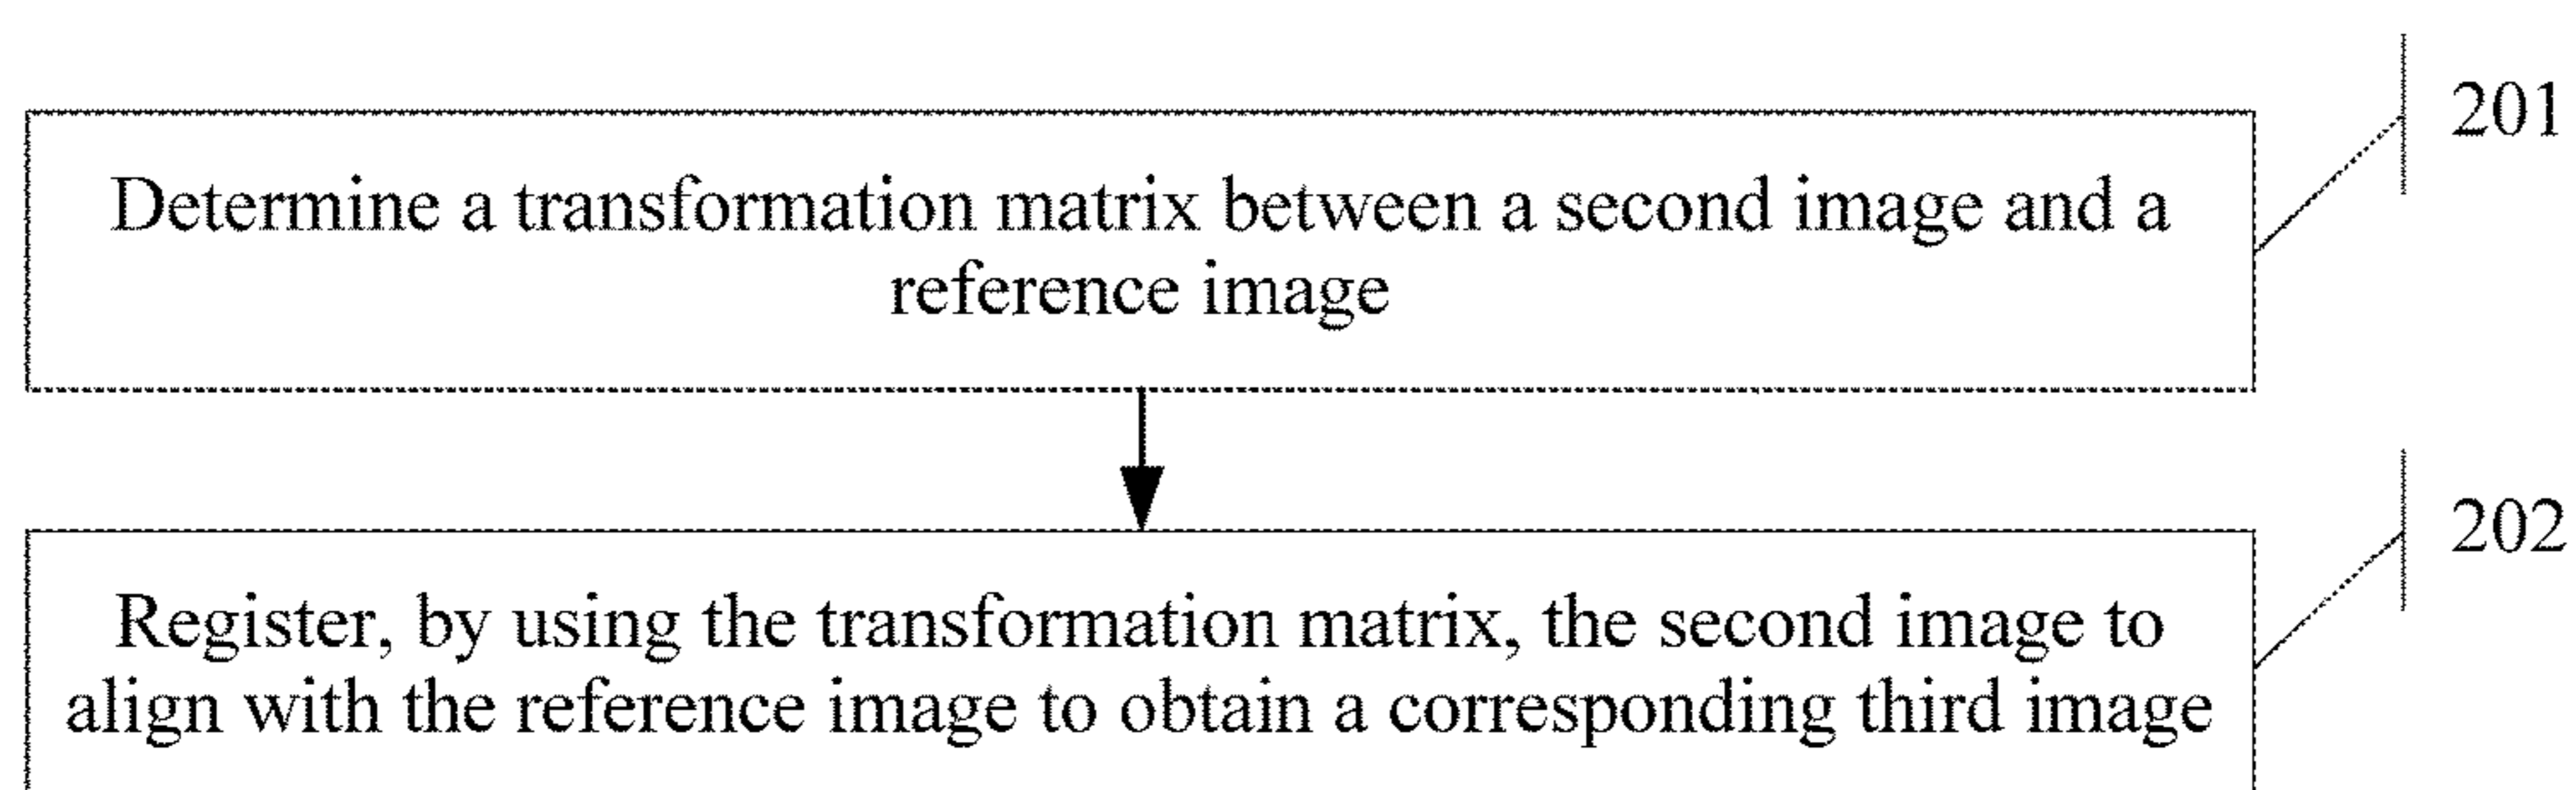 201
Determine a transformation matrix between a second image and a
reference image
202
Register, by using the transformation matrix, the second image to
align with the reference image to obtain a corresponding third image